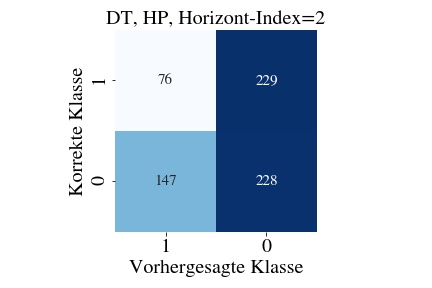 DT, HP, Horizont-Index=2
Korrekte Klasse
1
76
229
0
147
228
1
0
Vorhergesagte Klasse